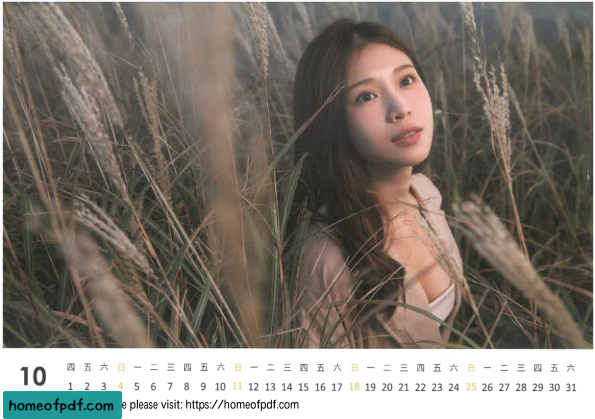 10
四 五 六 日 一 二 三 四 五 六 日 一 二 三 四 五 六 日 一 二 三 四 五 六 日 一 二 三 四 五 六
1 2 3 4 5 6 7 8 9 10 11 12 13 14 15 16 17 18 19 20 21 22 23 24 25 26 27 28 29 30 31
homeofpdf.com e please visit: https://homeofpdf.com